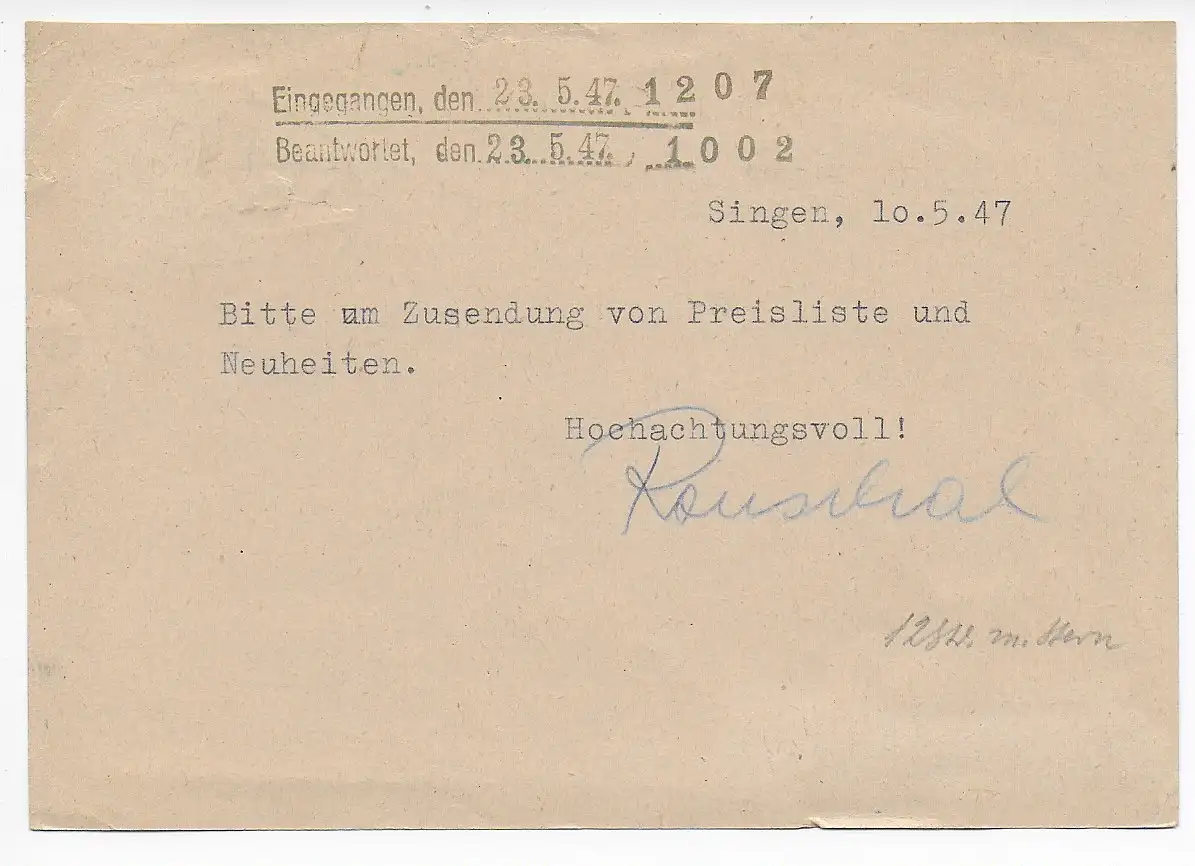 Eingegangen, den 23. 5. 47. 1207
Beantwortet, den 23. 5. 47. 1002
Singen, lo.5.47
Bitte um Zusendung von Preisliste und
Neuheiten.
Hochachtungsvoll!
m. Stern